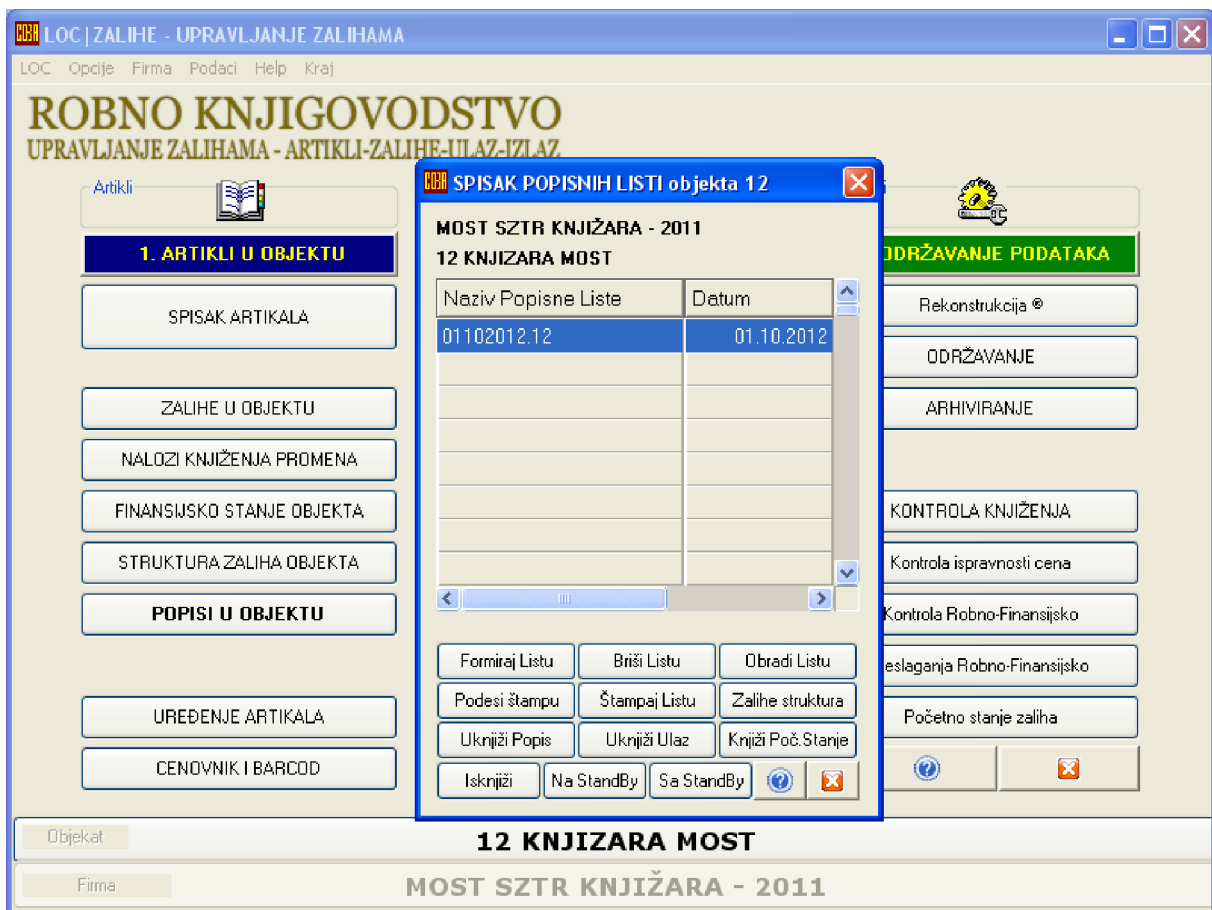 LOC | ZALIHE - UPRAVLJANJE ZALIHAMA
LOC Opcije Firma Podaci Help Kraj
ROBNO KNJIGOVODSTVO
UPRAVLJANJE ZALIHAMA - ARTIKLI-ZALIHE-ULAZ-IZLAZ
Artikli
1. ARTIKLI U OBJEKTU
SPISAK ARTIKALA
ZALIHE U OBJEKTU
NALOZI KNJIŽENJA PROMENA
FINANSIJSKO STANJE OBJEKTA
STRUKTURA ZALIHA OBJEKTA
POPISI U OBJEKTU
UREĐENJE ARTIKALA
CENOVNIK I BARCOD
SPISAK POPISNIH LISTI objekta 12
MOST SZTR KNJIŽARA - 2011
12 KNJIZARA MOST
Naziv Popisne Liste Datum
01102012.12 01.10.2012
Formiraj Listu Briši Listu Obradi Listu
Podesi štampu Štampaj Listu Zalihe struktura
Uknjiži Popis Uknjiži Ulaz Knjiži Poč.Stanje
Isknjiži Na StandBy Sa StandBy
ODRŽAVANJE PODATAKA
Rekonstrukcija ®
ODRŽAVANJE
ARHIVIRANJE
KONTROLA KNJIŽENJA
Kontrola ispravnosti cena
Kontrola Robno-Finansijsko
eslaganja Robno-Finansijsko
Početno stanje zaliha
Objekat 12 KNJIZARA MOST
Firma MOST SZTR KNJIŽARA - 2011